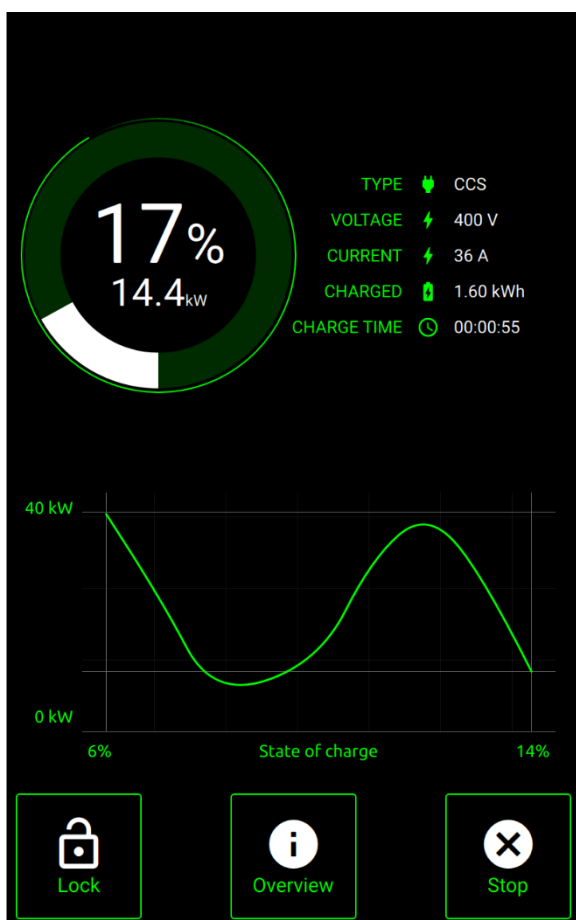 17%
14.4kW
TYPE CCS
VOLTAGE 400 V
CURRENT 36 A
CHARGED 1.60 kWh
CHARGE TIME 00:00:55
40 kW
0 kW
6% State of charge 14%
Lock Overview Stop